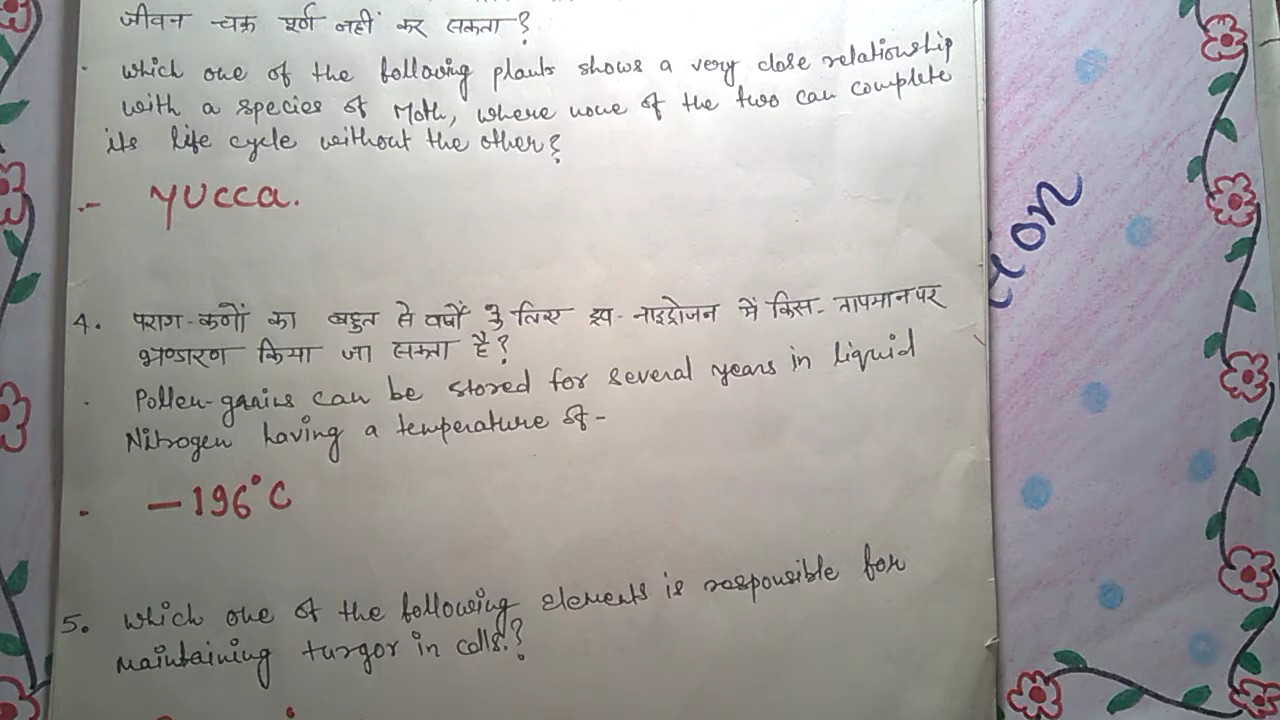 जीवन चक्र पूर्ण नहीं कर सकता?
. which one of the following plants shows a very close relationship
with a species of Moth, where none of the two can complete
its life cycle without the other?
.- YUCCA.
4. पराग-कणों का बहुत से वर्षों के लिए द्रव-नाइट्रोजन में किस-तापमान पर
भण्डारण किया जा सकता है?
. Pollen-grains can be stored for several years in liquid
Nitrogen having a temperature of-
. -196°C
5. which one of the following elements is responsible for
maintaining turgor in cells?